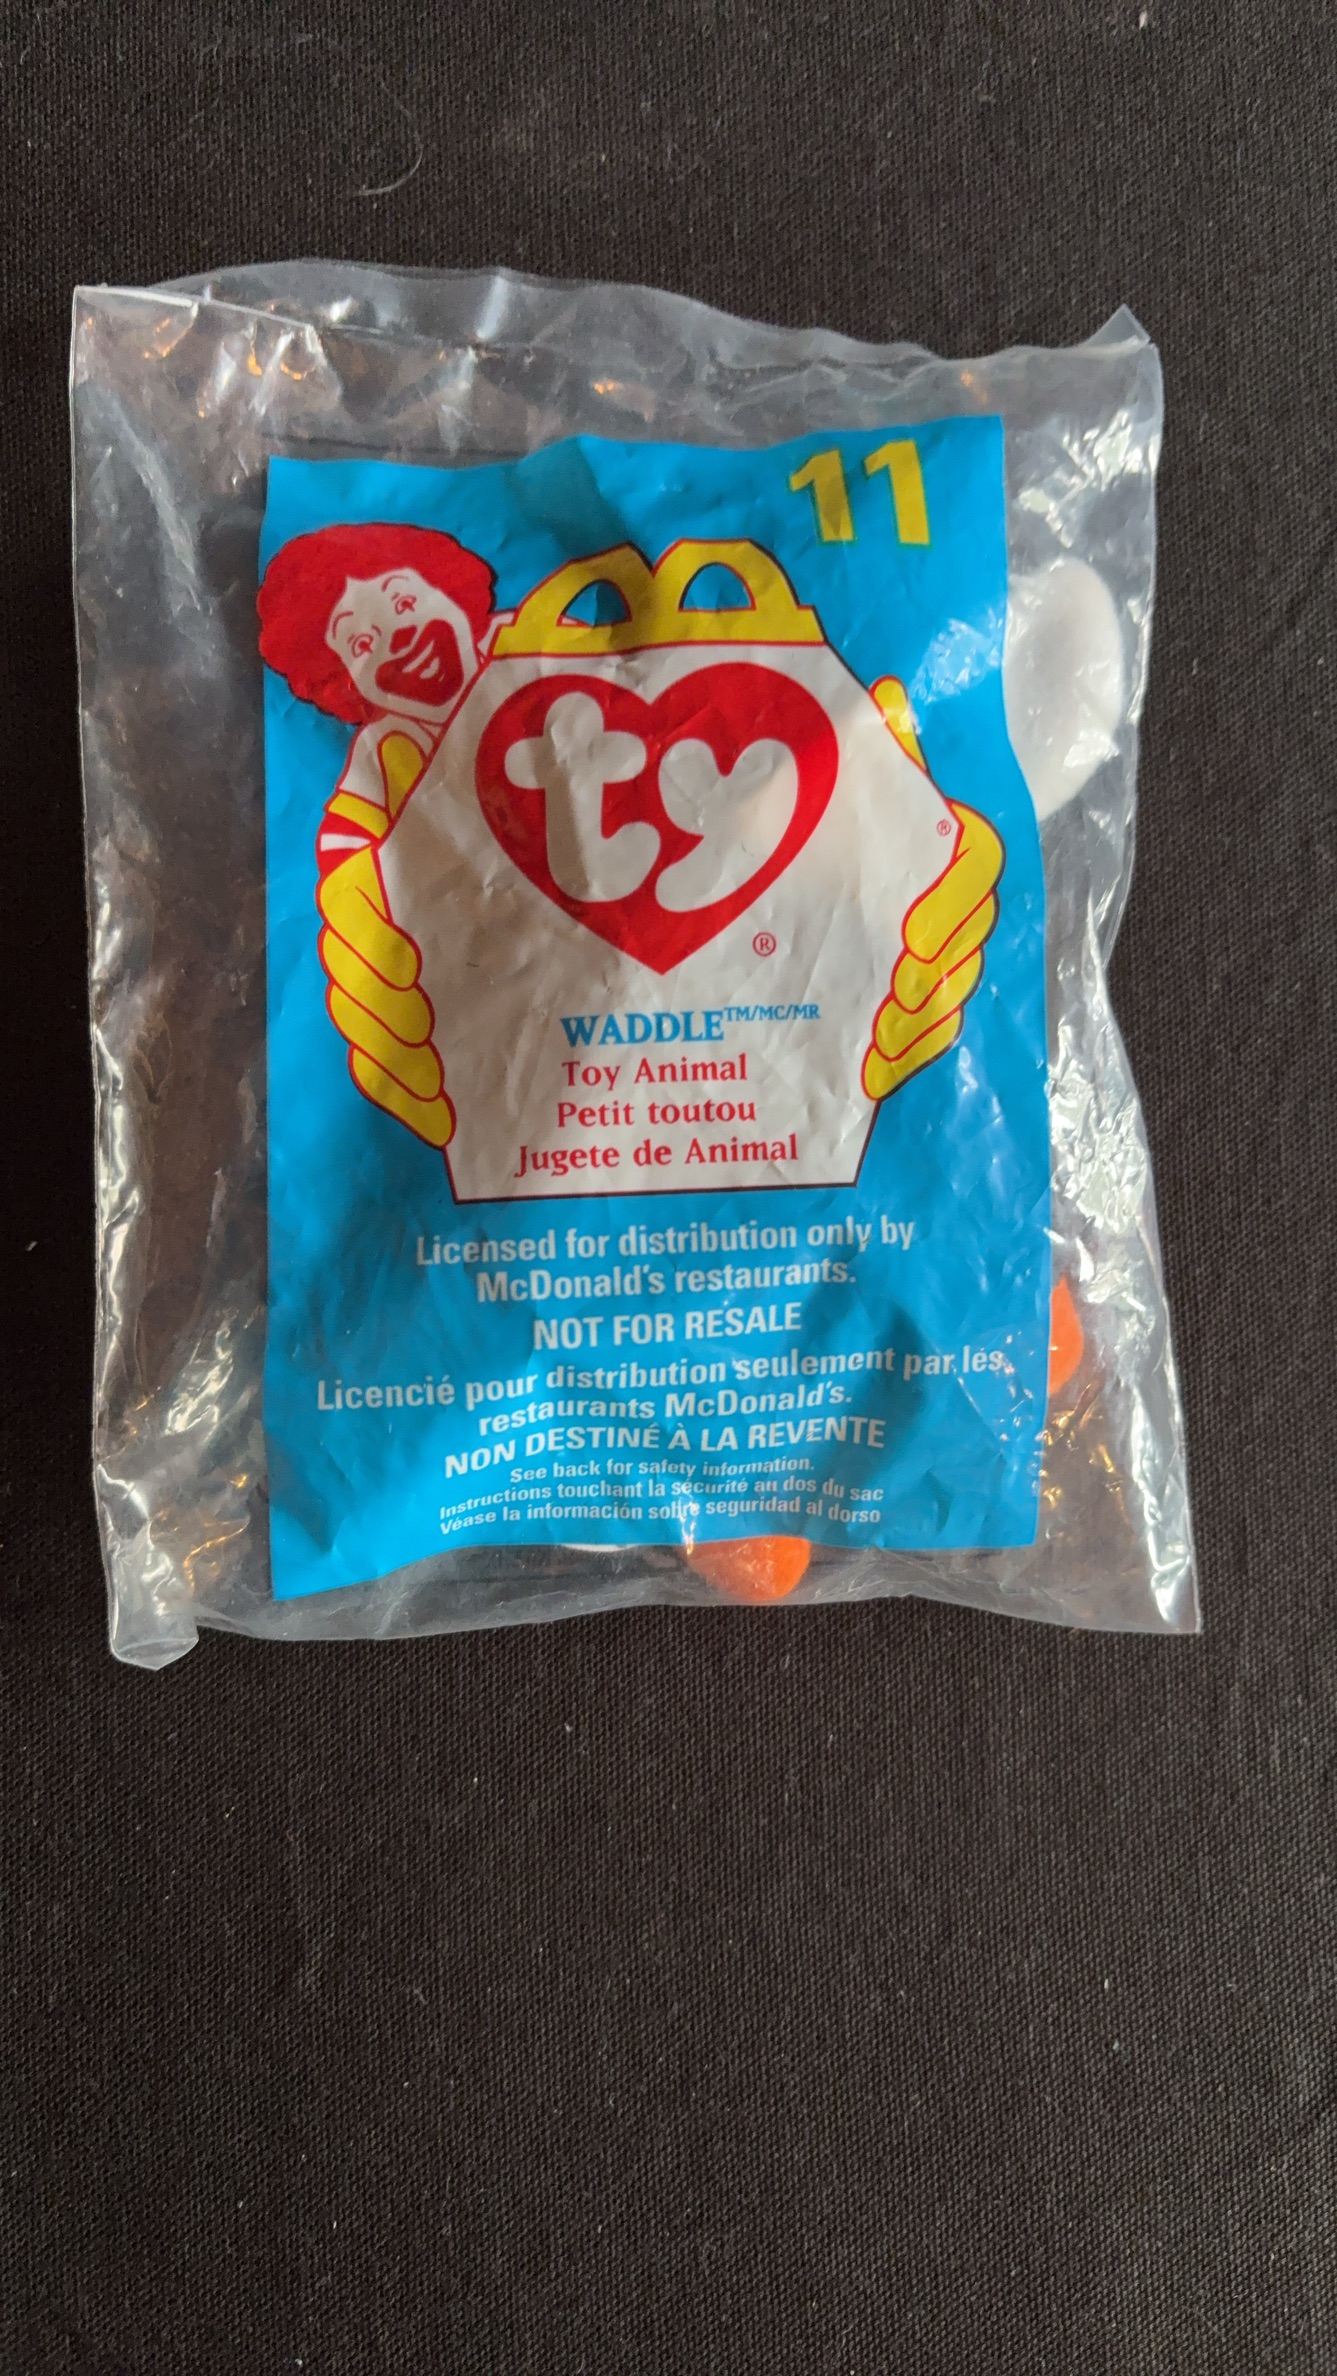 11
ty
®
®
WADDLE™/MC/MR
Toy Animal
Petit toutou
Jugete de Animal
Licensed for distribution only by
McDonald's restaurants.
NOT FOR RESALE
Licencié pour distribution seulement par les
restaurants McDonald's.
NON DESTINÉ À LA REVENTE
See back for safety information.
Instructions touchant la sécurité au dos du sac
Véase la información sobre seguridad al dorso